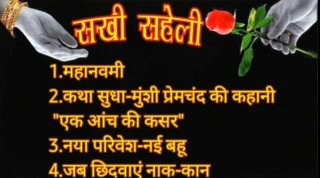 सखी सहेली
1.महानवमी
2.कथा सुधा-मुंशी प्रेमचंद की कहानी
"एक आंच की कसर"
3.नया परिवेश-नई बहू
4.जब छिदवाएं नाक-कान